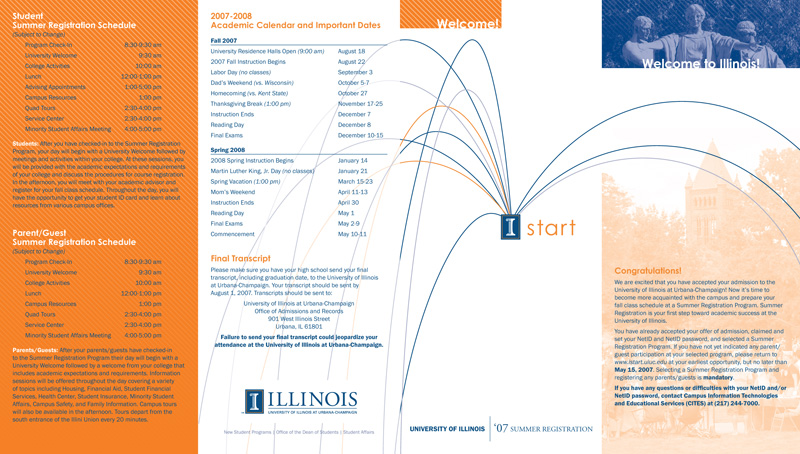 Student
Summer Registration Schedule
(Subject to Change)
Program Check-in 8:30-9:30 am
University Welcome 9:30 am
College Activities 10:00 am
Lunch 12:00-1:00 pm
Advising Appointments 1:00-5:00 pm
Campus Resources 1:00 pm
Quad Tours 2:30-4:00 pm
Service Center 2:30-4:00 pm
Minority Student Affairs Meeting 4:00-5:00 pm
Students: After you have checked-in to the Summer Registration
Program, your day will begin with a University Welcome followed by
meetings and activities within your college. At these sessions, you
will be provided with the academic expectations and requirements
of your college and discuss the procedures for course registration.
In the afternoon, you will meet with your academic advisor and
register for your fall class schedule. Throughout the day, you will
have the opportunity to get your student ID card and learn about
resources from various campus offices.
Parent/Guest
Summer Registration Schedule
(Subject to Change)
Program Check-in 8:30-9:30 am
University Welcome 9:30 am
College Activities 10:00 am
Lunch 12:00-1:00 pm
Campus Resources 1:00 pm
Quad Tours 2:30-4:00 pm
Service Center 2:30-4:00 pm
Minority Student Affairs Meeting 4:00-5:00 pm
Parents/Guests: After your parents/guests have checked-in
to the Summer Registration Program their day will begin with a
University Welcome followed by a welcome from your college that
includes academic expectations and requirements. Information
sessions will be offered throughout the day covering a variety
of topics including Housing, Financial Aid, Student Financial
Services, Health Center, Student Insurance, Minority Student
Affairs, Campus Safety, and Family Information. Campus tours
will also be available in the afternoon. Tours depart from the
south entrance of the Illini Union every 20 minutes.
2007-2008
Academic Calendar and Important Dates
Fall 2007
University Residence Halls Open (9:00 am) August 18
2007 Fall Instruction Begins August 22
Labor Day (no classes) September 3
Dad's Weekend (vs. Wisconsin) October 5-7
Homecoming (vs. Kent State) October 27
Thanksgiving Break (1:00 pm) November 17-25
Instruction Ends December 7
Reading Day December 8
Final Exams December 10-15
Spring 2008
2008 Spring Instruction Begins January 14
Martin Luther King, Jr. Day (no classes) January 21
Spring Vacation (1:00 pm) March 15-23
Mom's Weekend April 11-13
Instruction Ends April 30
Reading Day May 1
Final Exams May 2-9
Commencement May 10-11
Final Transcript
Please make sure you have your high school send your final
transcript, including graduation date, to the University of Illinois
at Urbana-Champaign. Your transcript should be sent by
August 1, 2007. Transcripts should be sent to:
University of Illinois at Urbana-Champaign
Office of Admissions and Records
901 West Illinois Street
Urbana, IL 61801
Failure to send your final transcript could jeopardize your
attendance at the University of Illinois at Urbana-Champaign.
I ILLINOIS
UNIVERSITY OF ILLINOIS AT URBANA-CHAMPAIGN
New Student Programs | Office of the Dean of Students | Student Affairs
Welcome!
I start
UNIVERSITY OF ILLINOIS '07 SUMMER REGISTRATION
Welcome to Illinois!
Congratulations!
We are excited that you have accepted your admission to the
University of Illinois at Urbana-Champaign! Now it's time to
become more acquainted with the campus and prepare your
fall class schedule at a Summer Registration Program. Summer
Registration is your first step toward academic success at the
University of Illinois.
You have already accepted your offer of admission, claimed and
set your NetID and NetID password, and selected a Summer
Registration Program. If you have not yet indicated any parent/
guest participation at your selected program, please return to
www.istart.uiuc.edu at your earliest opportunity, but no later than
May 15, 2007. Selecting a Summer Registration Program and
registering any parents/guests is mandatory.
If you have any questions or difficulties with your NetID and/or
NetID password, contact Campus Information Technologies
and Educational Services (CITES) at (217) 244-7000.